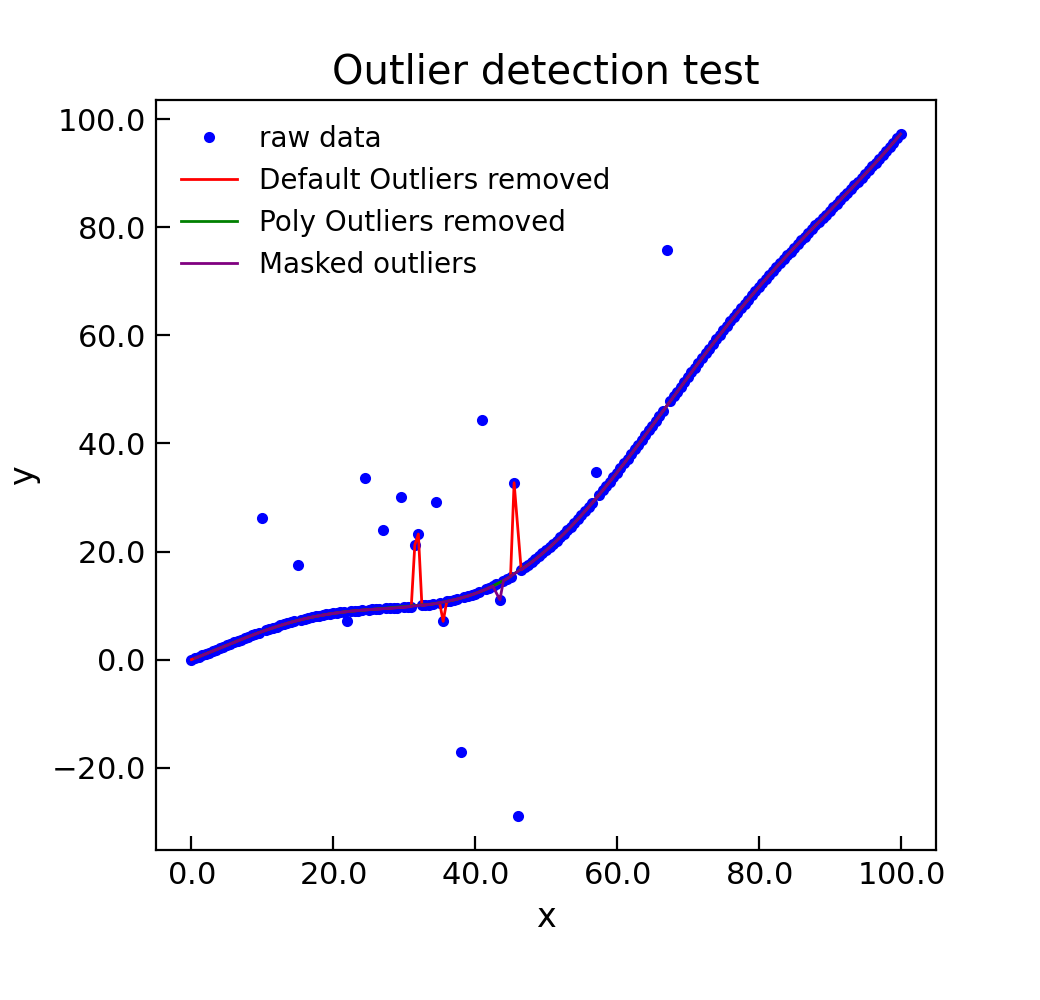 Outlier detection test
100.0
80.0
60.0
40.0
20.0
0.0
−20.0
y
raw data
Default Outliers removed
Poly Outliers removed
Masked outliers
0.0 20.0 40.0 60.0 80.0 100.0
x